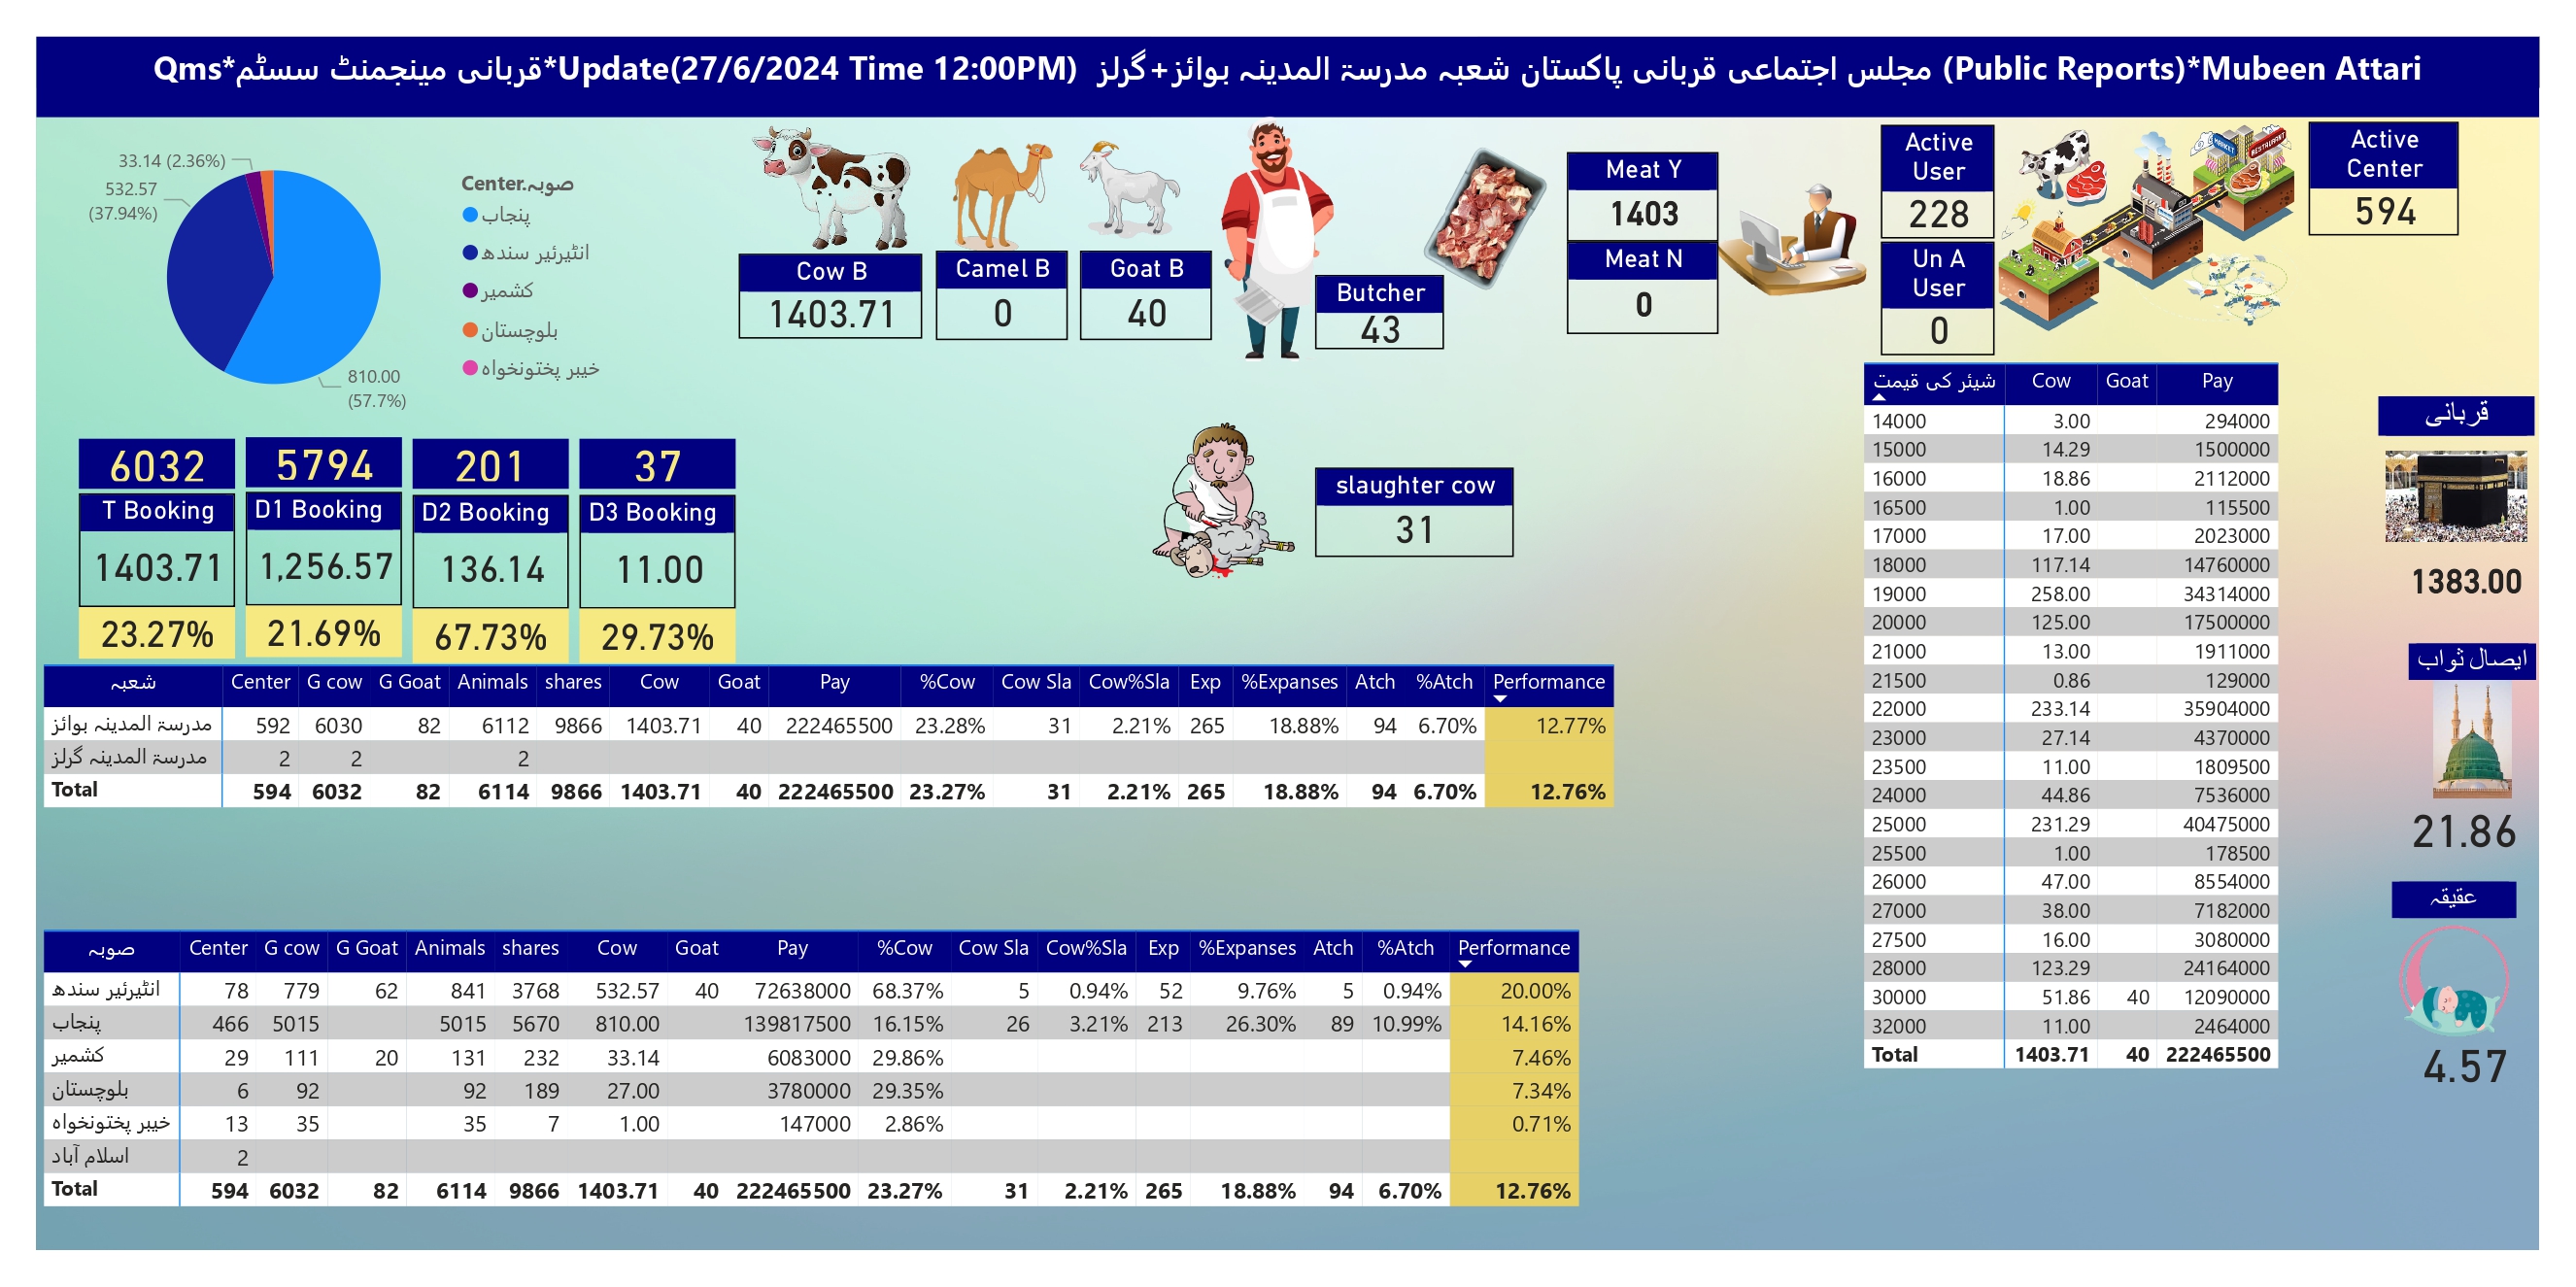 Qms*قربانی مینجمنٹ سسٹم*Update(27/6/2024 Time 12:00PM) مجلس اجتماعی قربانی پاکستان شعبہ مدرسۃ المدینہ بوائز+گرلز (Public Reports)*Mubeen Attari
33.14 (2.36%)
532.57
(37.94%)
810.00
(57.7%)
Center.صوبہ
پنجاب
انٹیرئیر سندھ
کشمیر
بلوچستان
خیبر پختونخواہ
Cow B
1403.71
Camel B
0
Goat B
40
Butcher
43
Meat Y
1403
Meat N
0
Active
User
228
Un A
User
0
MARKET
RESTAURANT
Active
Center
594
6032
T Booking
1403.71
23.27%
5794
D1 Booking
1,256.57
21.69%
201
D2 Booking
136.14
67.73%
37
D3 Booking
11.00
29.73%
slaughter cow
31
شعبہ Center G cow G Goat Animals shares Cow Goat Pay %Cow Cow Sla Cow%Sla Exp %Expanses Atch %Atch Performance
مدرسۃ المدینہ بوائز 592 6030 82 6112 9866 1403.71 40 222465500 23.28% 31 2.21% 265 18.88% 94 6.70% 12.77%
مدرسۃ المدینہ گرلز 2 2 2
Total 594 6032 82 6114 9866 1403.71 40 222465500 23.27% 31 2.21% 265 18.88% 94 6.70% 12.76%
صوبہ Center G cow G Goat Animals shares Cow Goat Pay %Cow Cow Sla Cow%Sla Exp %Expanses Atch %Atch Performance
انٹیرئیر سندھ 78 779 62 841 3768 532.57 40 72638000 68.37% 5 0.94% 52 9.76% 5 0.94% 20.00%
پنجاب 466 5015 5015 5670 810.00 139817500 16.15% 26 3.21% 213 26.30% 89 10.99% 14.16%
کشمیر 29 111 20 131 232 33.14 6083000 29.86% 7.46%
بلوچستان 6 92 92 189 27.00 3780000 29.35% 7.34%
خیبر پختونخواہ 13 35 35 7 1.00 147000 2.86% 0.71%
اسلام آباد 2
Total 594 6032 82 6114 9866 1403.71 40 222465500 23.27% 31 2.21% 265 18.88% 94 6.70% 12.76%
شیئر کی قیمت Cow Goat Pay
14000 3.00 294000
15000 14.29 1500000
16000 18.86 2112000
16500 1.00 115500
17000 17.00 2023000
18000 117.14 14760000
19000 258.00 34314000
20000 125.00 17500000
21000 13.00 1911000
21500 0.86 129000
22000 233.14 35904000
23000 27.14 4370000
23500 11.00 1809500
24000 44.86 7536000
25000 231.29 40475000
25500 1.00 178500
26000 47.00 8554000
27000 38.00 7182000
27500 16.00 3080000
28000 123.29 24164000
30000 51.86 40 12090000
32000 11.00 2464000
Total 1403.71 40 222465500
قربانی
1383.00
ایصال ثواب
21.86
عقیقہ
4.57